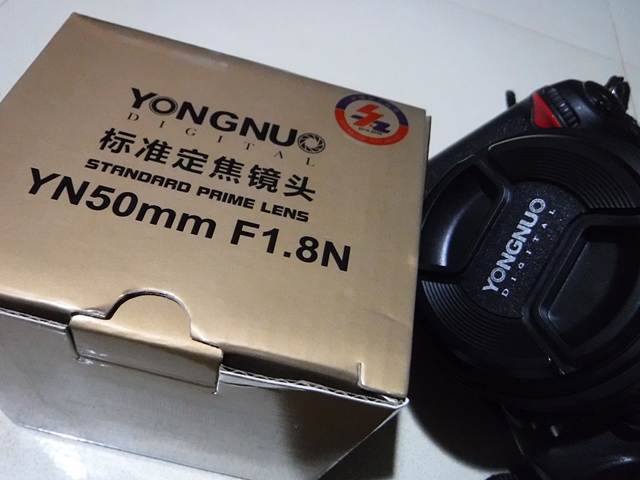 YONGNUO
DIGITAL
标准定焦镜头
STANDARD PRIME LENS
YN50mm F1.8N
YONGNUO
DIGITAL